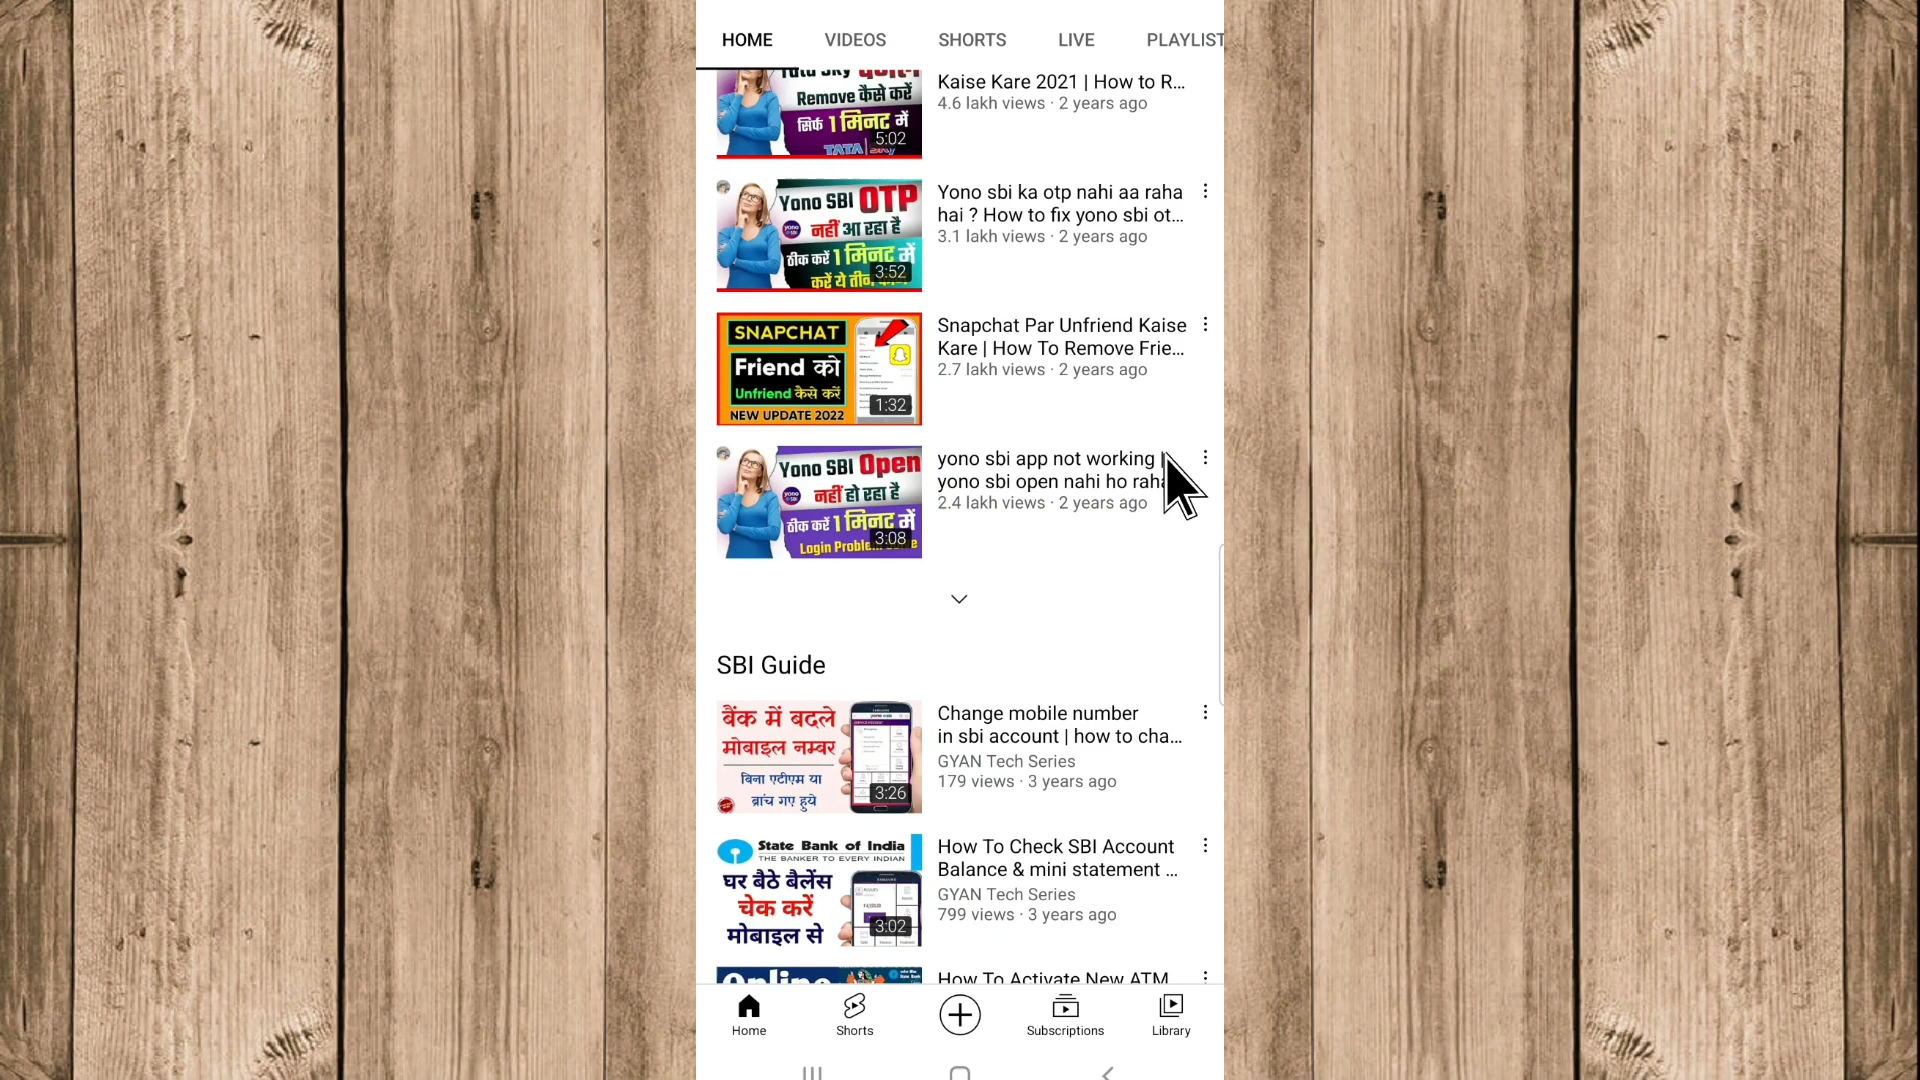 HOME VIDEOS SHORTS LIVE PLAYLIST
Remove कैसे करें
सिर्फ 1 मिनट में
5:02
TATA
Kaise Kare 2021 | How to R...
4.6 lakh views · 2 years ago
Yono SBI OTP
नहीं आ रहा है
ठीक करें 1 मिनट में
3:52
करें ये तीन
Yono sbi ka otp nahi aa raha
hai ? How to fix yono sbi ot...
3.1 lakh views · 2 years ago
SNAPCHAT
Friend को
Unfriend कैसे करें
1:32
NEW UPDATE 2022
Snapchat Par Unfriend Kaise
Kare | How To Remove Frie...
2.7 lakh views · 2 years ago
Yono SBI Open
नहीं हो रहा है
ठीक करें 1 मिनट में
3:08
Login
yono sbi app not working |
yono sbi open nahi ho raha
2.4 lakh views · 2 years ago
SBI Guide
बैंक में बदले
मोबाइल नम्बर
बिना एटीएम या
ब्रांच गए हुये
3:26
Change mobile number
in sbi account | how to cha...
GYAN Tech Series
179 views · 3 years ago
State Bank of India
THE BANKER TO EVERY INDIAN
घर बैठे बैलेंस
चेक करें
मोबाइल से
3:02
How To Check SBI Account
Balance & mini statement ...
GYAN Tech Series
799 views · 3 years ago
Online
How To Activate New ATM
Home Shorts Subscriptions Library